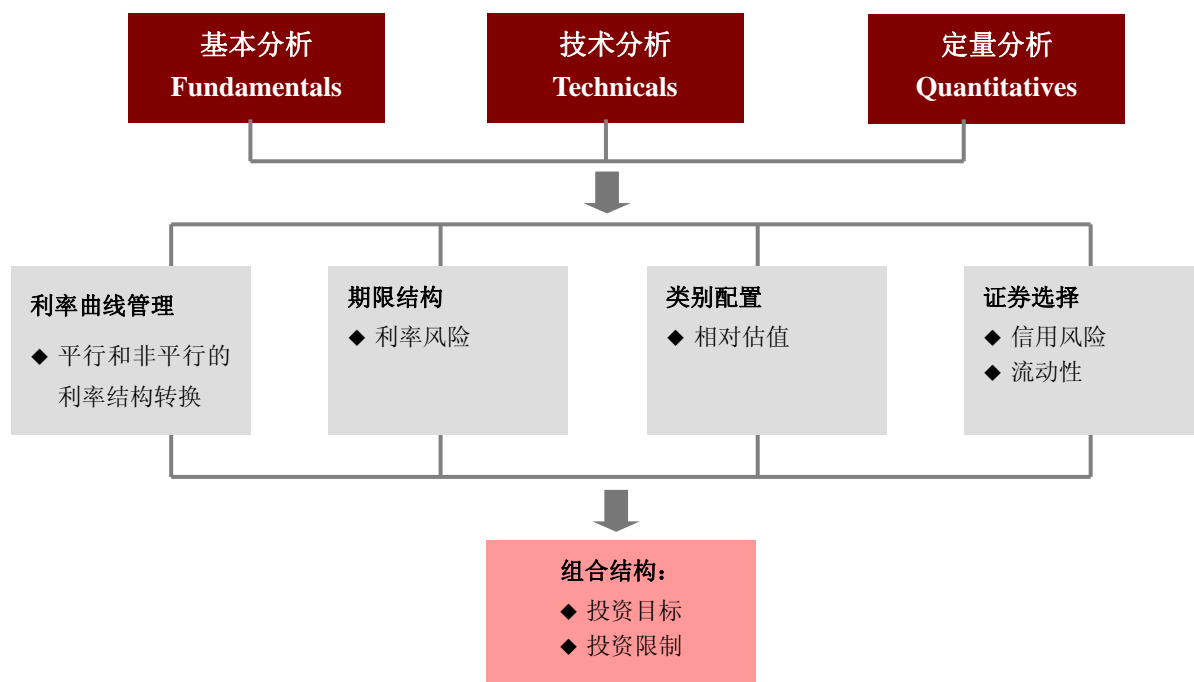 基本分析
Fundamentals
技术分析
Technicals
定量分析
Quantitatives
利率曲线管理
◆ 平行和非平行的
利率结构转换
期限结构
◆ 利率风险
类别配置
◆ 相对估值
证券选择
◆ 信用风险
◆ 流动性
组合结构：
◆ 投资目标
◆ 投资限制